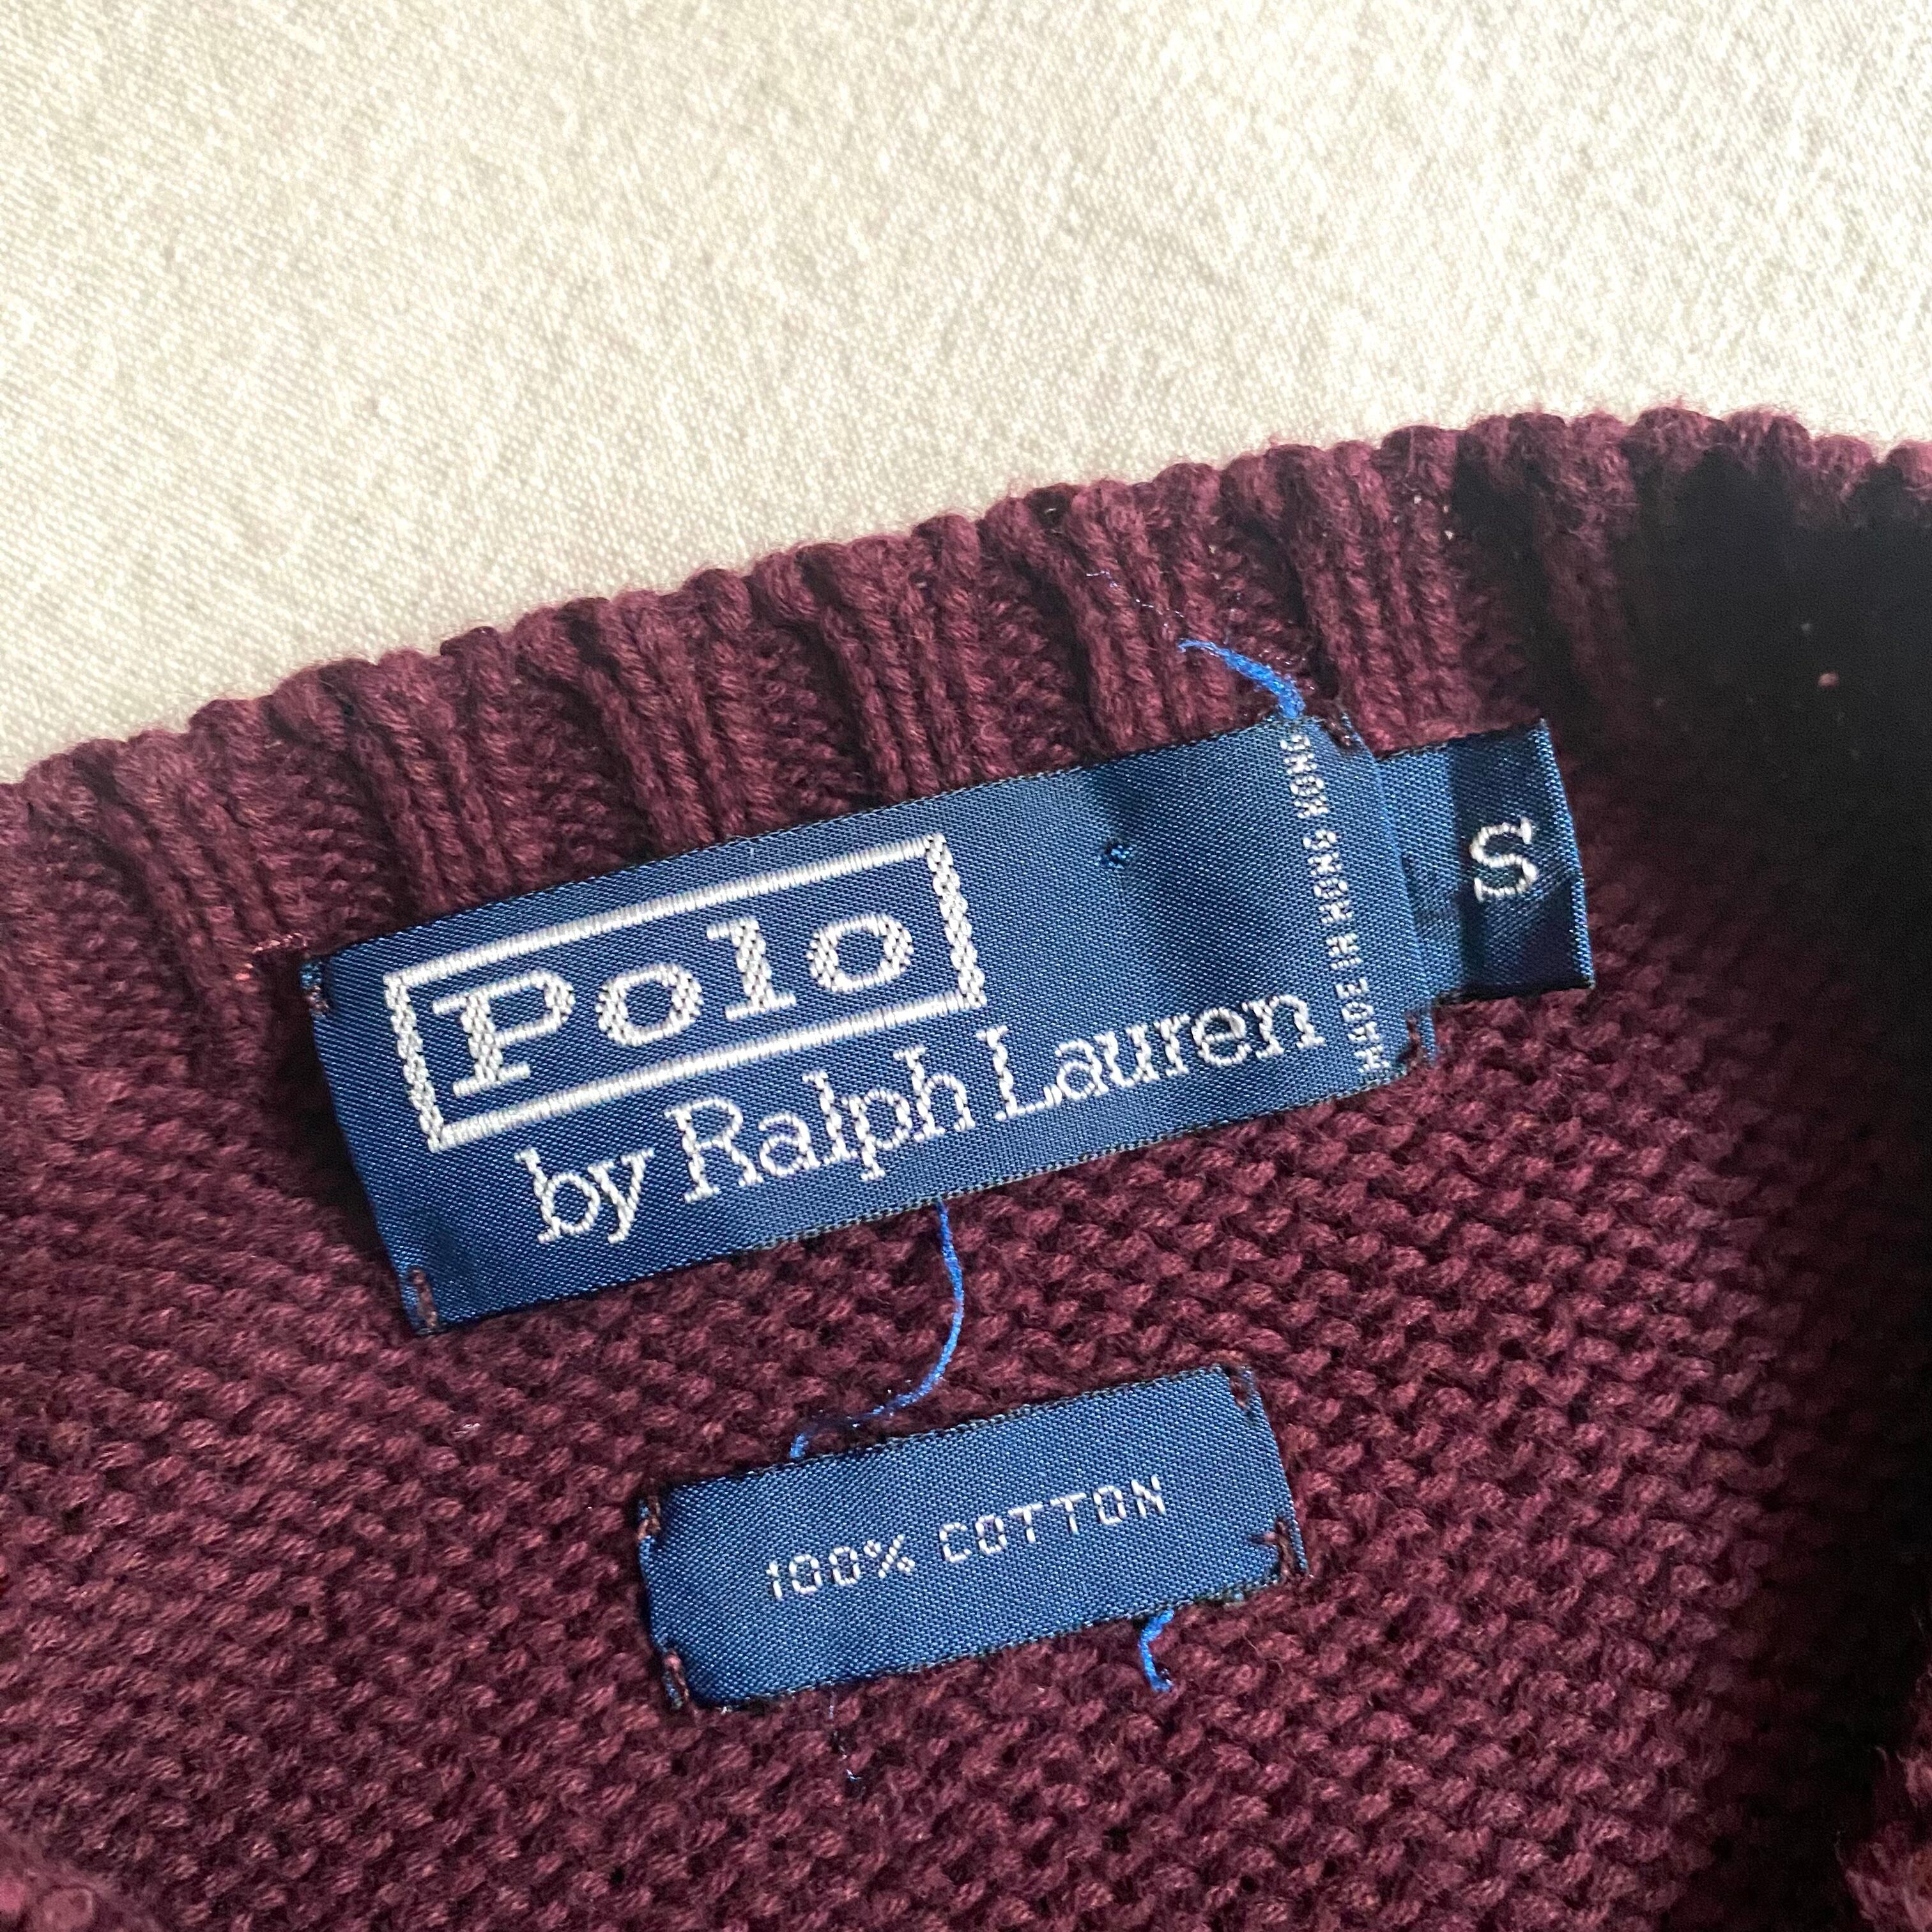 Polo
by Ralph Lauren
MADE IN HONG KONG
S
100% COTTON